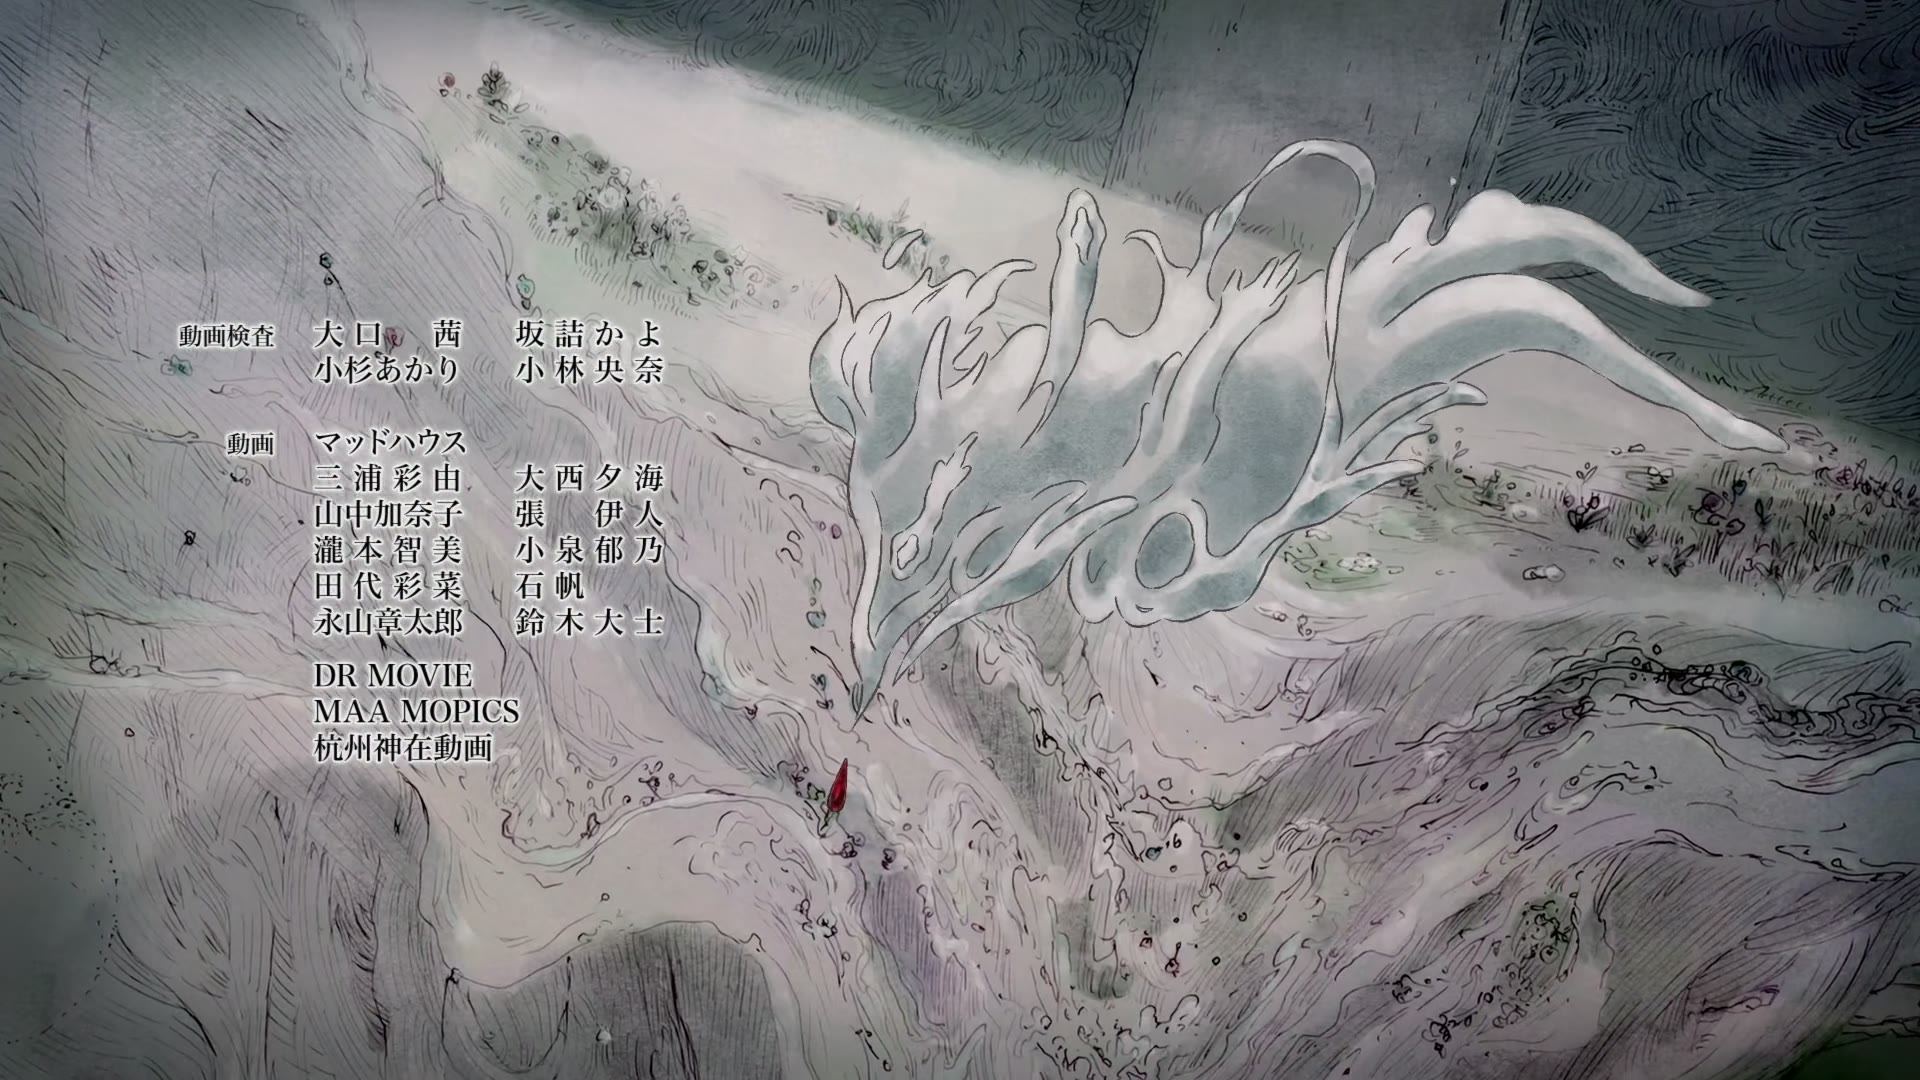 動画検査 大口 茜 坂詰かよ
小杉あかり 小林央奈
動画 マッドハウス
三浦彩由 大西夕海
山中加奈子 張 伊人
瀧本智美 小泉郁乃
田代彩菜 石帆
永山章太郎 鈴木大士
DR MOVIE
MAA MOPICS
杭州神在動画